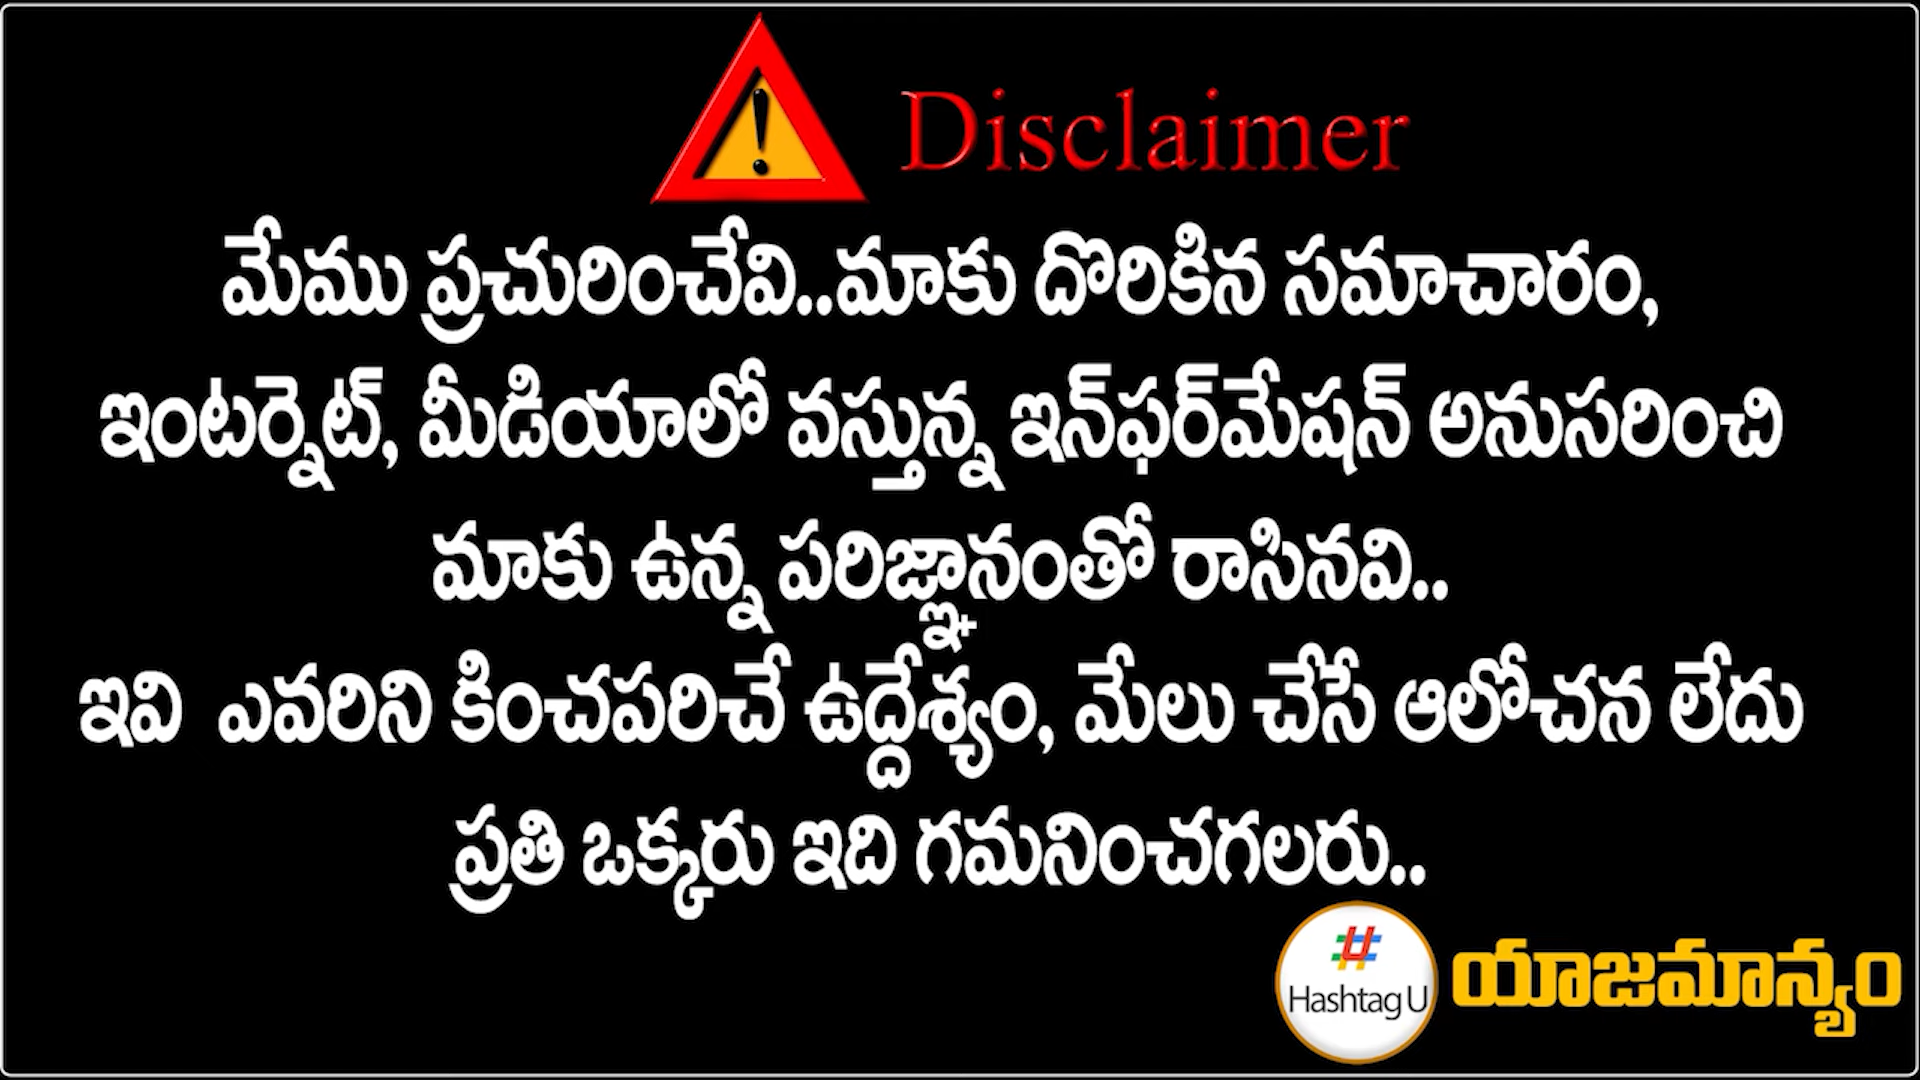 Disclaimer
మేము ప్రచురించేవి..మాకు దొరికిన సమాచారం,
ఇంటర్నెట్, మీడియాలో వస్తున్న ఇన్‌ఫర్‌మేషన్ అనుసరించి
మాకు ఉన్న పరిజ్ఞానంతో రాసినవి..
ఇవి ఎవరిని కించపరిచే ఉద్దేశ్యం, మేలు చేసే ఆలోచన లేదు
ప్రతి ఒక్కరు ఇది గమనించగలరు..
# Hashtag U యాజమాన్యం